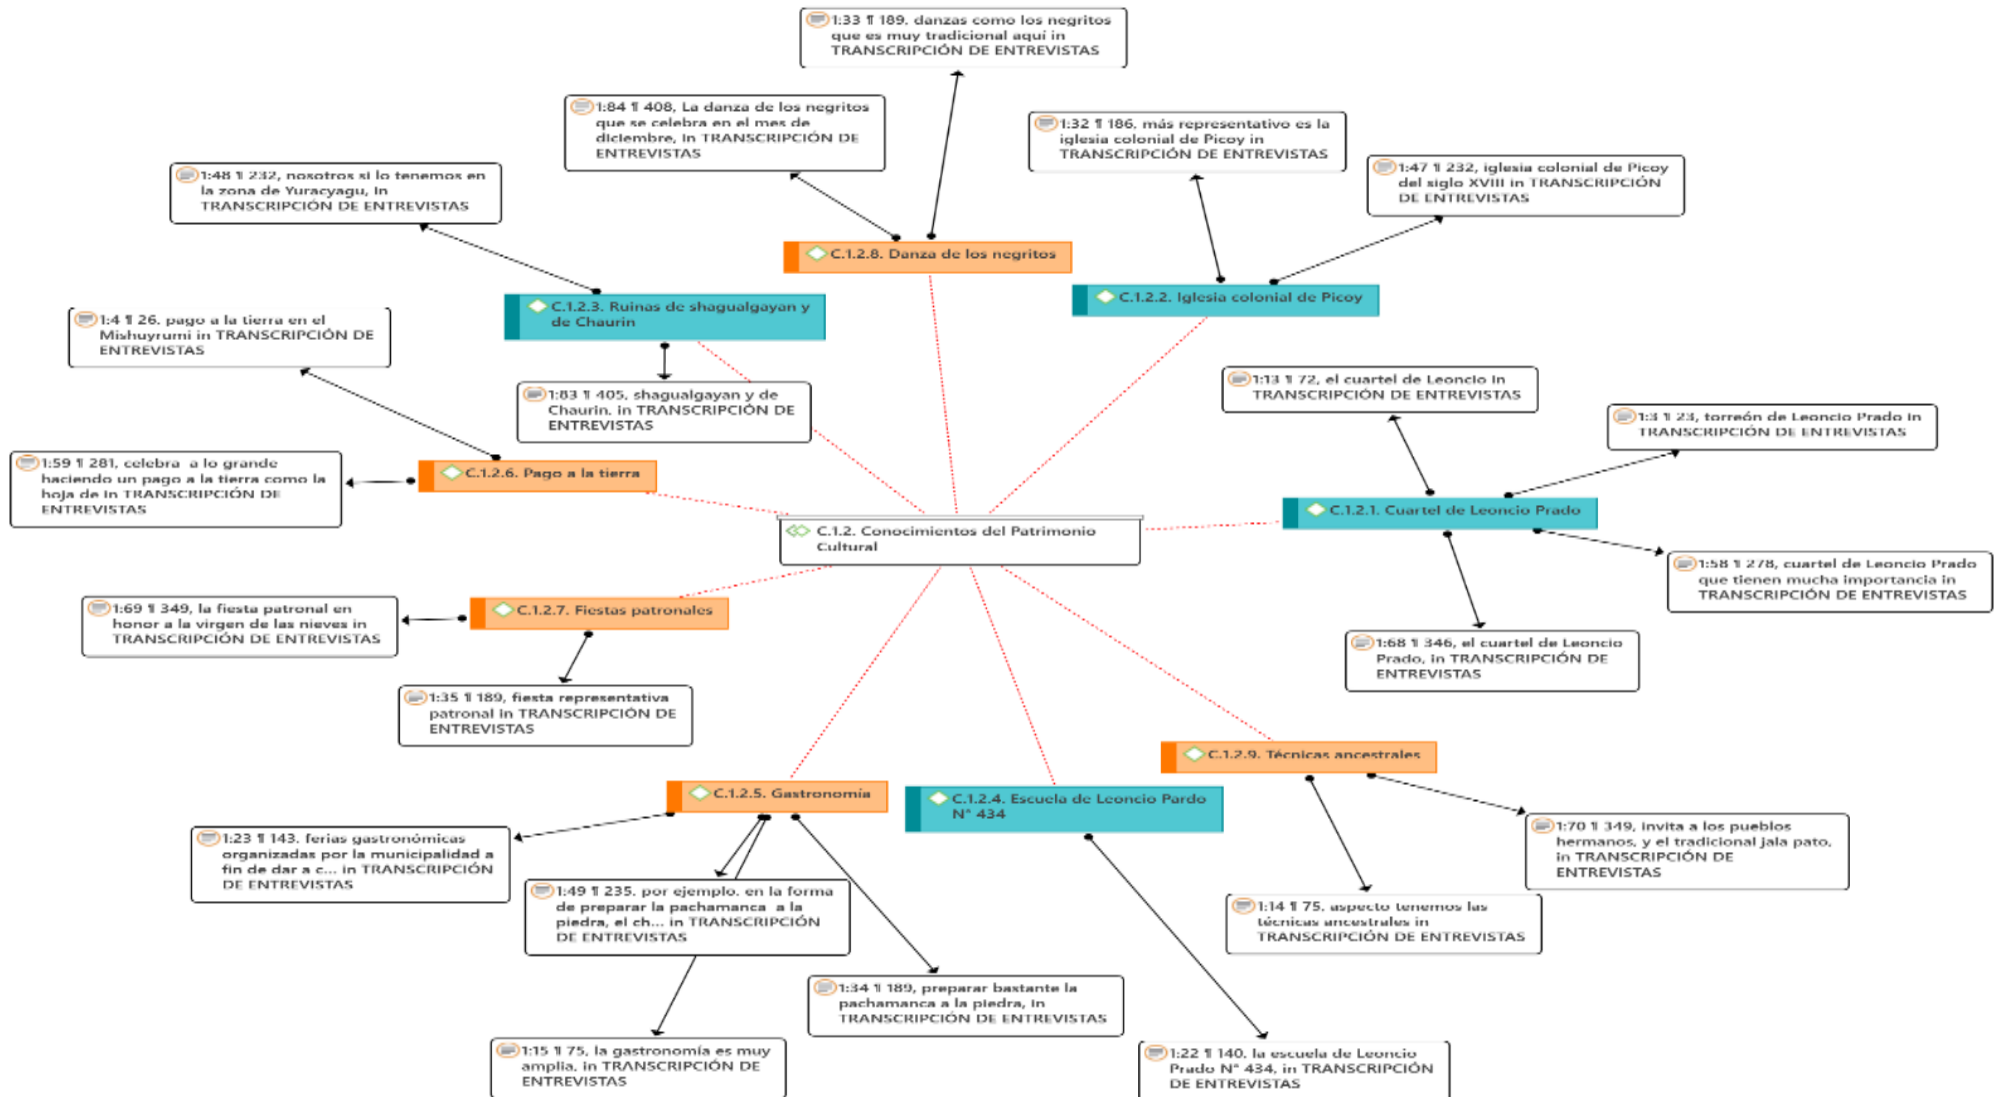 1:33 ¶ 189, danzas como los negritos
que es muy tradicional aquí in
TRANSCRIPCIÓN DE ENTREVISTAS
1:84 ¶ 408, La danza de los negritos
que se celebra en el mes de
diciembre, in TRANSCRIPCIÓN DE
ENTREVISTAS
1:32 ¶ 186, más representativo es la
iglesia colonial de Picoy in
TRANSCRIPCIÓN DE ENTREVISTAS
1:47 ¶ 232, iglesia colonial de Picoy
del siglo XVIII in TRANSCRIPCIÓN
DE ENTREVISTAS
1:48 ¶ 232, nosotros si lo tenemos en
la zona de Yuracyagu, in
TRANSCRIPCIÓN DE ENTREVISTAS
C.1.2.8. Danza de los negritos
C.1.2.2. Iglesia colonial de Picoy
C.1.2.3. Ruinas de shagualgayan y
de Chaurin
1:4 ¶ 26, pago a la tierra en el
Mishuyrumi in TRANSCRIPCIÓN DE
ENTREVISTAS
1:83 ¶ 405, shagualgayan y de
Chaurin, in TRANSCRIPCIÓN DE
ENTREVISTAS
1:13 ¶ 72, el cuartel de Leoncio in
TRANSCRIPCIÓN DE ENTREVISTAS
1:3 ¶ 23, torreón de Leoncio Prado in
TRANSCRIPCIÓN DE ENTREVISTAS
1:59 ¶ 281, celebra a lo grande
haciendo un pago a la tierra como la
hoja de in TRANSCRIPCIÓN DE
ENTREVISTAS
C.1.2.6. Pago a la tierra
C.1.2.1. Cuartel de Leoncio Prado
C.1.2. Conocimientos del Patrimonio
Cultural
1:58 ¶ 278, cuartel de Leoncio Prado
que tienen mucha importancia in
TRANSCRIPCIÓN DE ENTREVISTAS
1:69 ¶ 349, la fiesta patronal en
honor a la virgen de las nieves in
TRANSCRIPCIÓN DE ENTREVISTAS
C.1.2.7. Fiestas patronales
1:68 ¶ 346, el cuartel de Leoncio
Prado, in TRANSCRIPCIÓN DE
ENTREVISTAS
1:35 ¶ 189, fiesta representativa
patronal in TRANSCRIPCIÓN DE
ENTREVISTAS
C.1.2.9. Técnicas ancestrales
C.1.2.5. Gastronomía
C.1.2.4. Escuela de Leoncio Pardo
N° 434
1:23 ¶ 143, ferias gastronómicas
organizadas por la municipalidad a
fin de dar a c... in TRANSCRIPCIÓN
DE ENTREVISTAS
1:70 ¶ 349, invita a los pueblos
hermanos, y el tradicional jala pato,
in TRANSCRIPCIÓN DE
ENTREVISTAS
1:49 ¶ 235, por ejemplo, en la forma
de preparar la pachamanca a la
piedra, el ch... in TRANSCRIPCIÓN
DE ENTREVISTAS
1:14 ¶ 75, aspecto tenemos las
técnicas ancestrales in
TRANSCRIPCIÓN DE ENTREVISTAS
1:34 ¶ 189, preparar bastante la
pachamanca a la piedra, in
TRANSCRIPCIÓN DE ENTREVISTAS
1:15 ¶ 75, la gastronomía es muy
amplia, in TRANSCRIPCIÓN DE
ENTREVISTAS
1:22 ¶ 140, la escuela de Leoncio
Prado N° 434, in TRANSCRIPCIÓN
DE ENTREVISTAS